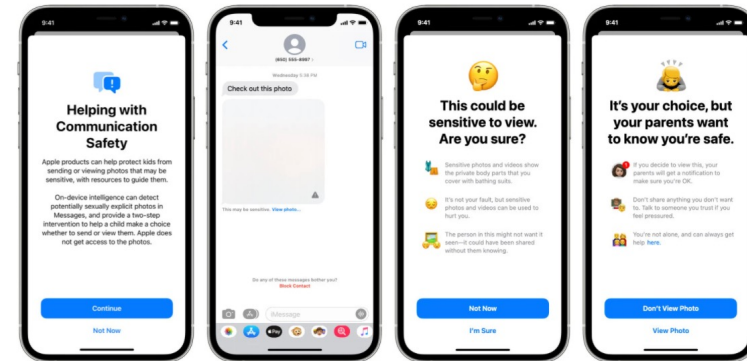 9:41
Helping with
Communication
Safety
Apple products can help protect kids from
sending or viewing photos that may be
sensitive, with resources to guide them.
On-device intelligence can detect
potentially sexually explicit photos in
Messages, and provide a two-step
intervention to help a child make choice
whether to send or view them. Apple does
not get access to the photos.
Continue
Not Now
9:41
(650) 555-8997 ›
Wednesday 5:38 PM
Check out this photo
This may be sensitive. View photo...
Do any of these messages bother you?
Block Contact
iMessage
Pay
9:41
This could be
sensitive to view.
Are you sure?
Sensitive photos and videos show
the private body parts that you
cover with bathing suits.
It's not your fault, but sensitive
photos and videos can be used to
hurt you.
The person in this might not want it
seen—it could have been shared
without them knowing.
Not Now
I'm Sure
9:41
It's your choice, but
your parents want
to know you're safe.
If you decide to view this, your
parents will get a notification to
make sure you're OK.
Don't share anything you don't want
to. Talk to someone you trust if you
feel pressured.
You're not alone, and can always get
help here.
Don't View Photo
View Photo